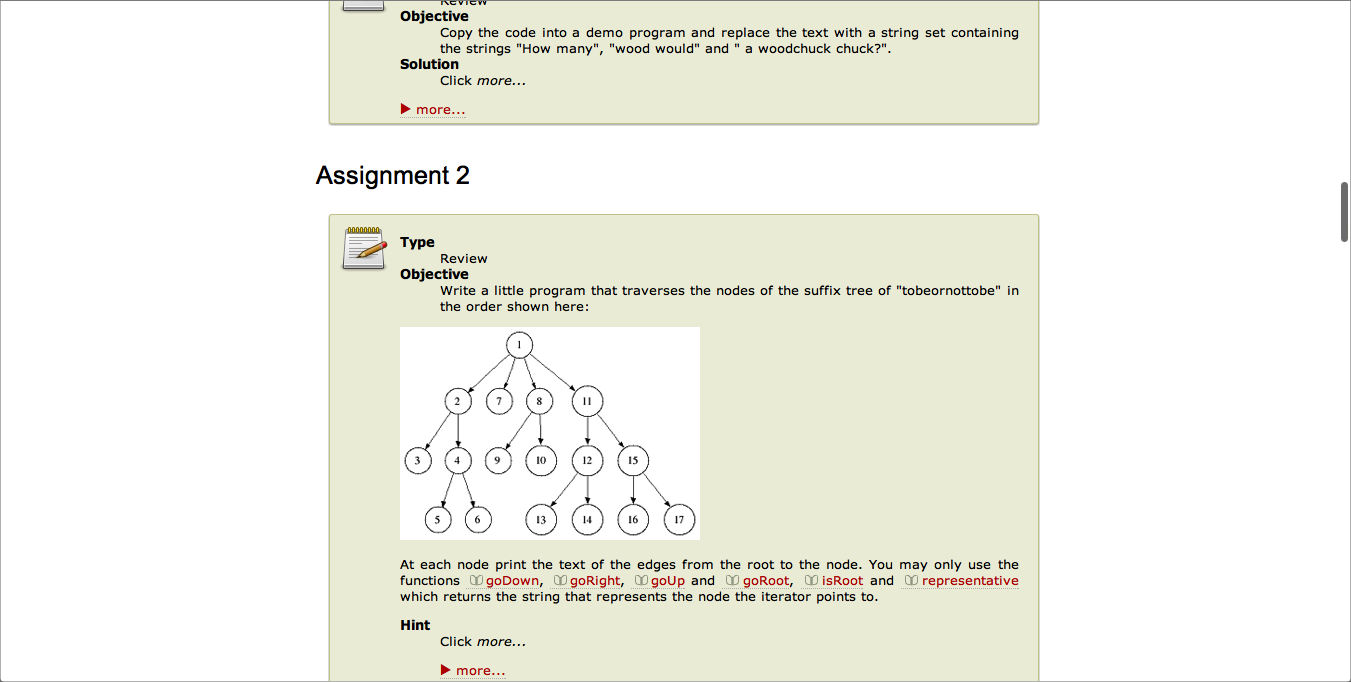 Review
Objective
Copy the code into a demo program and replace the text with a string set containing
the strings "How many", "wood would" and " a woodchuck chuck?".
Solution
Click more...
more...
Assignment 2
Type
Review
Objective
Write a little program that traverses the nodes of the suffix tree of "tobeornottobe" in
the order shown here:
1
2 7 8 11
3 4 9 10 12 15
5 6 13 14 16 17
At each node print the text of the edges from the root to the node. You may only use the
functions goDown, goRight, goUp and goRoot, isRoot and representative
which returns the string that represents the node the iterator points to.
Hint
Click more...
more...